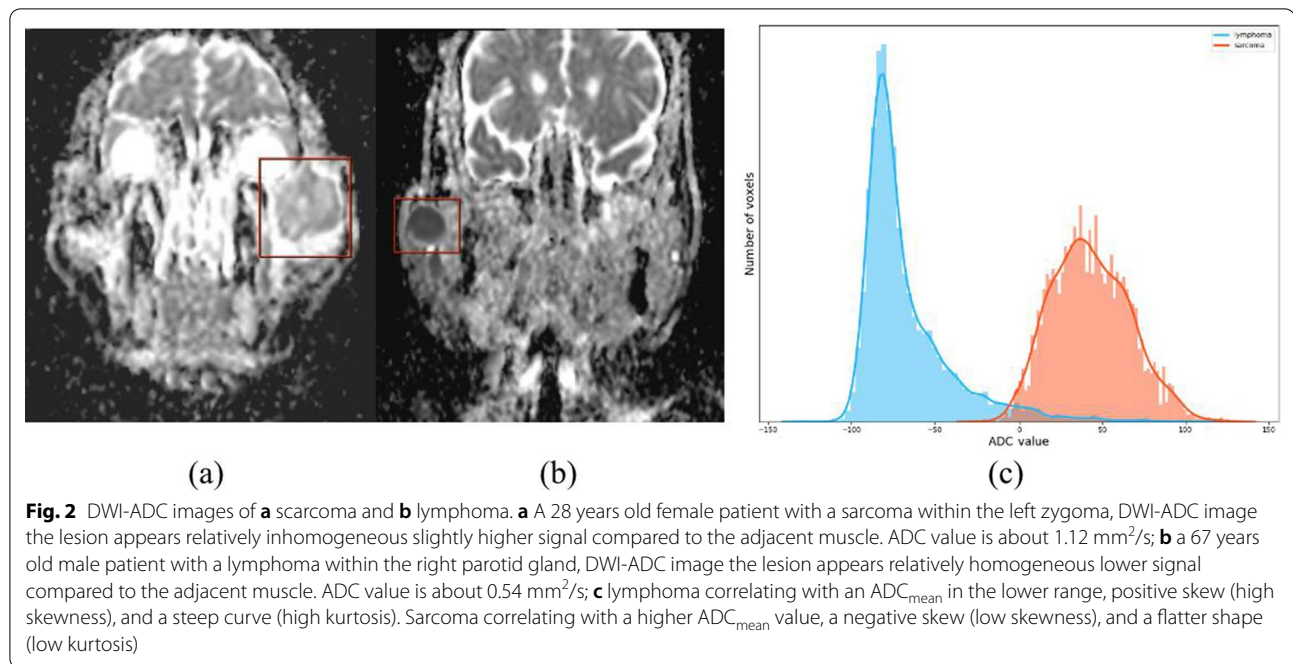 lymphoma
sarcoma
Number of voxels
−150
−100
−50
0
50
100
150
ADC value
(a)
(b)
(c)
Fig. 2 DWI-ADC images of a scarcoma and b lymphoma. a A 28 years old female patient with a sarcoma within the left zygoma, DWI-ADC image
the lesion appears relatively inhomogeneous slightly higher signal compared to the adjacent muscle. ADC value is about 1.12 mm²/s; b a 67 years
old male patient with a lymphoma within the right parotid gland, DWI-ADC image the lesion appears relatively homogeneous lower signal
compared to the adjacent muscle. ADC value is about 0.54 mm²/s; c lymphoma correlating with an ADCmean in the lower range, positive skew (high
skewness), and a steep curve (high kurtosis). Sarcoma correlating with a higher ADCmean value, a negative skew (low skewness), and a flatter shape
(low kurtosis)